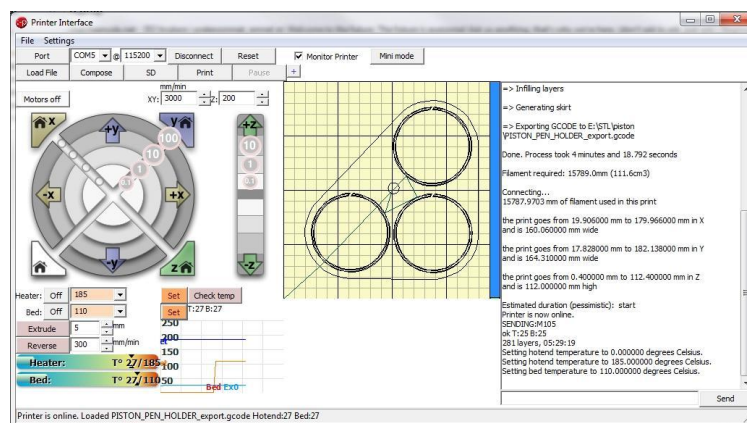 Printer Interface
File Settings
Port COM5 @ 115200 Disconnect Reset Monitor Printer Mini mode
Load File Compose SD Print Pause +
Motors off
mm/min
XY: 3000 Z: 200
x +y y +z
100
10 10
1 1
0.1 0.1
-x +x
-y z -z
Heater: Off 185 Set Check temp
Bed: Off 110 Set T:27 B:27
Extrude 5 mm
Reverse 300 mm/min
Heater: T° 27/185
Bed: T° 27/110
250
200
150
100
50
Bed Ex0
=> Infilling layers
=> Generating skirt
=> Exporting GCODE to E:\STL\piston
\PISTON_PEN_HOLDER_export.gcode
Done. Process took 4 minutes and 18.792 seconds
Filament required: 15789.0mm (111.6cm3)
Connecting...
15787.9703 mm of filament used in this print
the print goes from 19.906000 mm to 179.966000 mm in X
and is 160.060000 mm wide
the print goes from 17.828000 mm to 182.138000 mm in Y
and is 164.310000 mm wide
the print goes from 0.400000 mm to 112.400000 mm in Z
and is 112.000000 mm high
Estimated duration (pessimistic): start
Printer is now online.
SENDING:M105
ok T:25 B:25
281 layers, 05:29:19
Setting hotend temperature to 0.000000 degrees Celsius.
Setting hotend temperature to 185.000000 degrees Celsius.
Setting bed temperature to 110.000000 degrees Celsius.
Send
Printer is online. Loaded PISTON_PEN_HOLDER_export.gcode Hotend:27 Bed:27